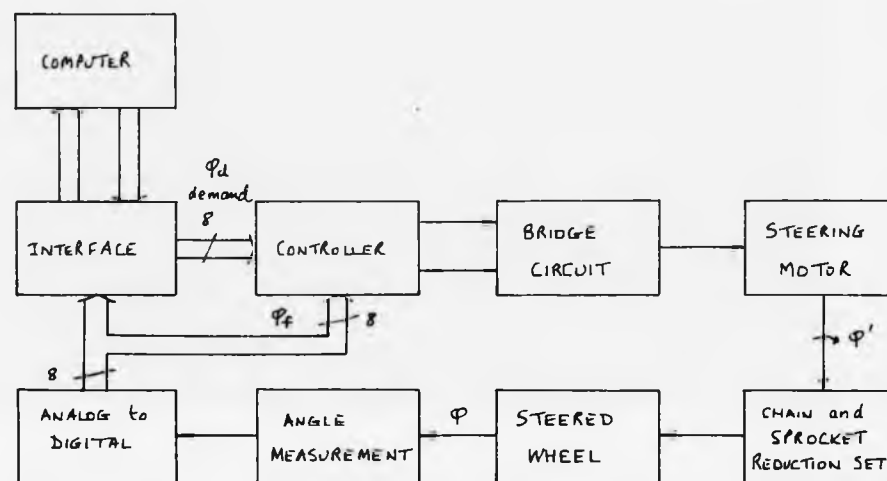 COMPUTER
φd
demand
8
INTERFACE
CONTROLLER
BRIDGE
CIRCUIT
STEERING
MOTOR
φf
8
φ'
8
ANALOG to
DIGITAL
ANGLE
MEASUREMENT
φ
STEERED
WHEEL
CHAIN and
SPROCKET
REDUCTION SET